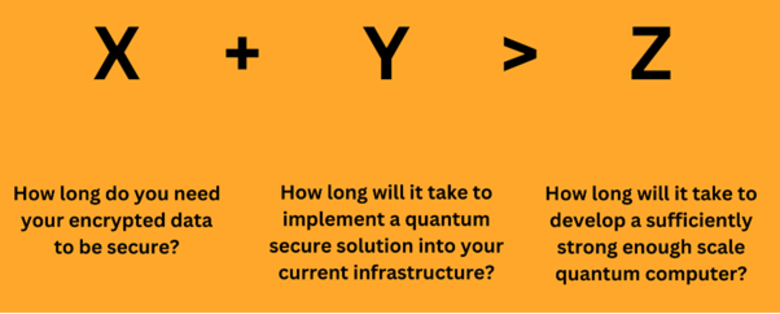 X + Y > Z
How long do you need
your encrypted data
to be secure?
How long will it take to
implement a quantum
secure solution into your
current infrastructure?
How long will it take to
develop a sufficiently
strong enough scale
quantum computer?